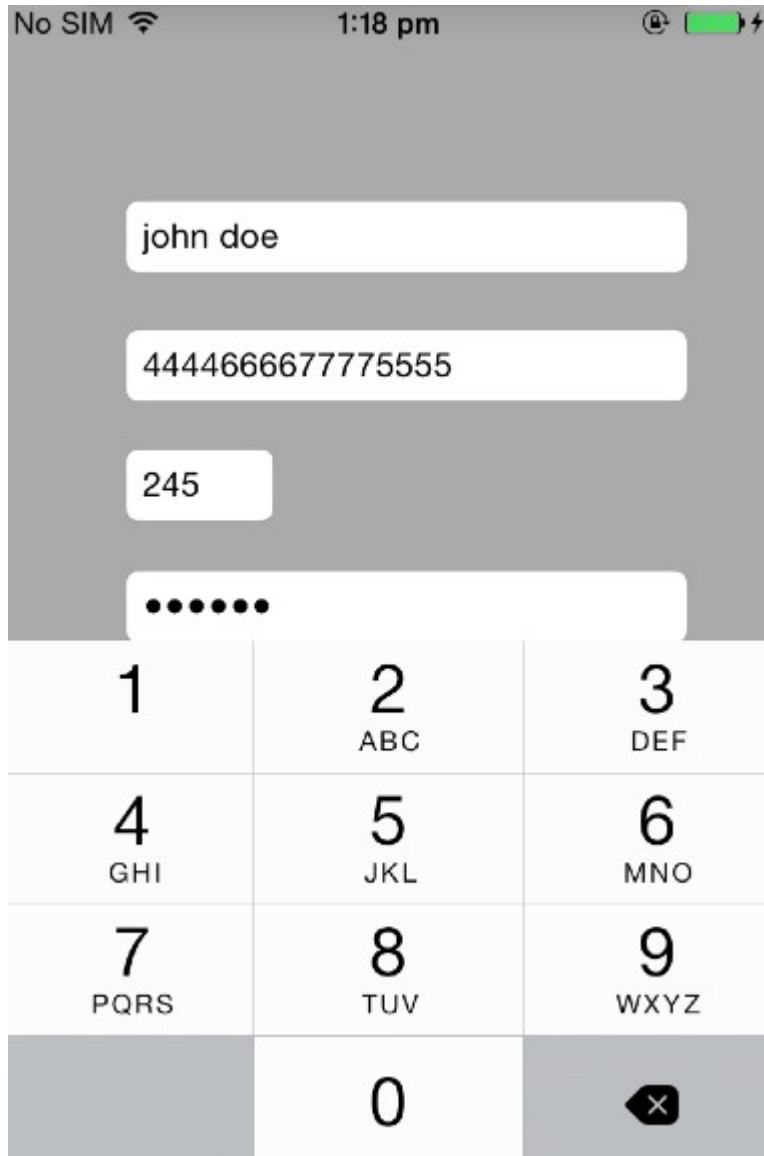 No SIM 1:18 pm
john doe
4444666677775555
245
••••••
1 2 3
ABC DEF
4 5 6
GHI JKL MNO
7 8 9
PQRS TUV WXYZ
0